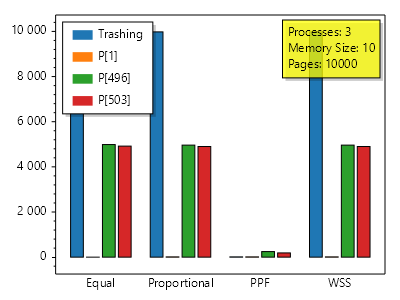 10 000
8 000
6 000
4 000
2 000
0
Trashing
P[1]
P[496]
P[503]
Processes: 3
Memory Size: 10
Pages: 10000
Equal Proportional PPF WSS